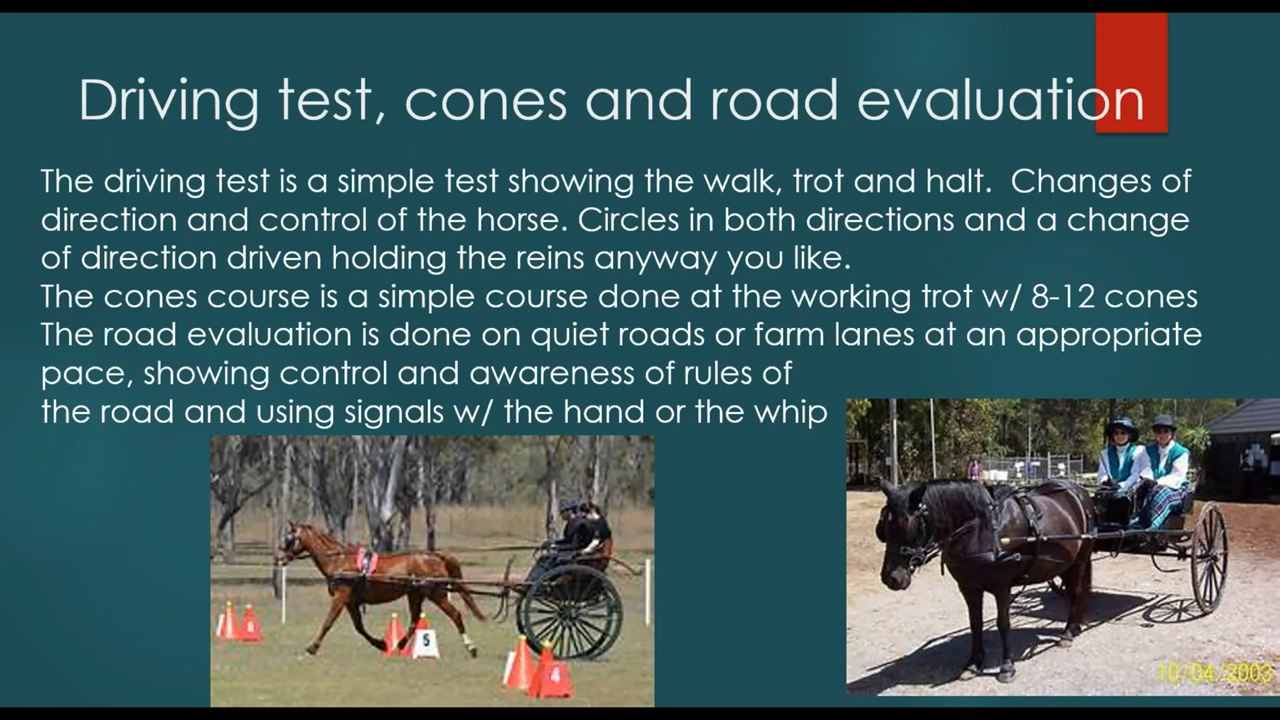 Driving test, cones and road evaluation
The driving test is a simple test showing the walk, trot and halt.  Changes of
direction and control of the horse. Circles in both directions and a change
of direction driven holding the reins anyway you like.
The cones course is a simple course done at the working trot w/ 8-12 cones
The road evaluation is done on quiet roads or farm lanes at an appropriate
pace, showing control and awareness of rules of
the road and using signals w/ the hand or the whip
5
4
10/04/2003